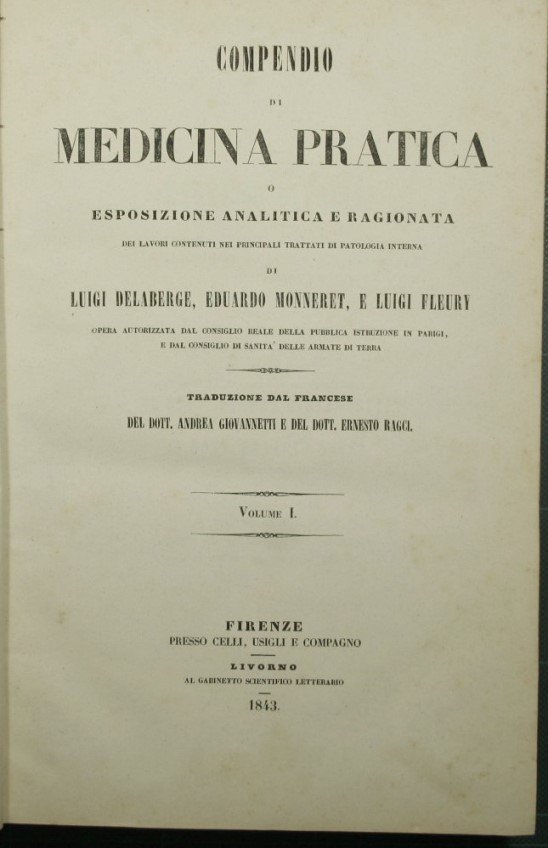 COMPENDIO
DI
MEDICINA PRATICA
O
ESPOSIZIONE ANALITICA E RAGIONATA
DEI LAVORI CONTENUTI NEI PRINCIPALI TRATTATI DI PATOLOGIA INTERNA
DI
LUIGI DELABERGE, EDUARDO MONNERET, E LUIGI FLEURY
OPERA AUTORIZZATA DAL CONSIGLIO REALE DELLA PUBBLICA ISTRUZIONE IN PARIGI,
E DAL CONSIGLIO DI SANITA' DELLE ARMATE DI TERRA
TRADUZIONE DAL FRANCESE
DEL DOTT. ANDREA GIOVANNETTI E DEL DOTT. ERNESTO RAGCI.
VOLUME I.
FIRENZE
PRESSO CELLI, USIGLI E COMPAGNO
LIVORNO
AL GABINETTO SCIENTIFICO LETTERARIO
1843.